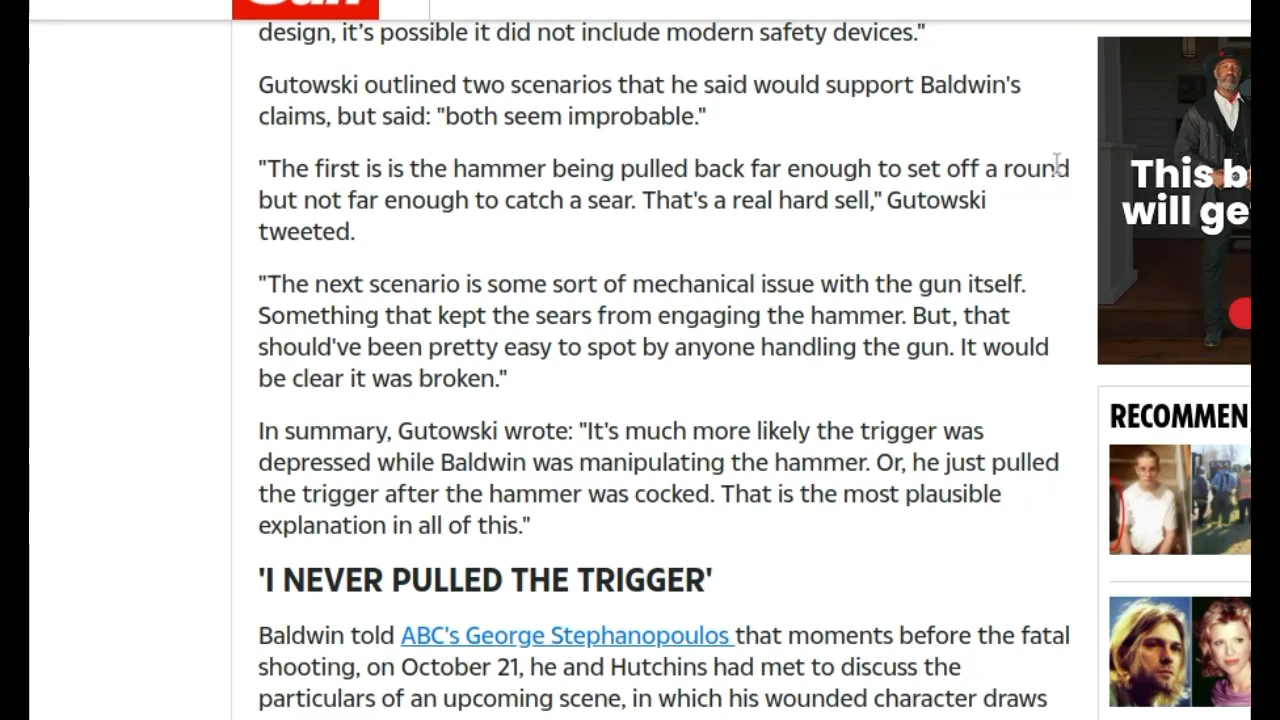 Sun
design, it's possible it did not include modern safety devices."
Gutowski outlined two scenarios that he said would support Baldwin's
claims, but said: "both seem improbable."
"The first is is the hammer being pulled back far enough to set off a round
but not far enough to catch a sear. That's a real hard sell," Gutowski
tweeted.
"The next scenario is some sort of mechanical issue with the gun itself.
Something that kept the sears from engaging the hammer. But, that
should've been pretty easy to spot by anyone handling the gun. It would
be clear it was broken."
In summary, Gutowski wrote: "It's much more likely the trigger was
depressed while Baldwin was manipulating the hammer. Or, he just pulled
the trigger after the hammer was cocked. That is the most plausible
explanation in all of this."
'I NEVER PULLED THE TRIGGER'
Baldwin told ABC's George Stephanopoulos that moments before the fatal
shooting, on October 21, he and Hutchins had met to discuss the
particulars of an upcoming scene, in which his wounded character draws
This b
will ge
RECOMMEN